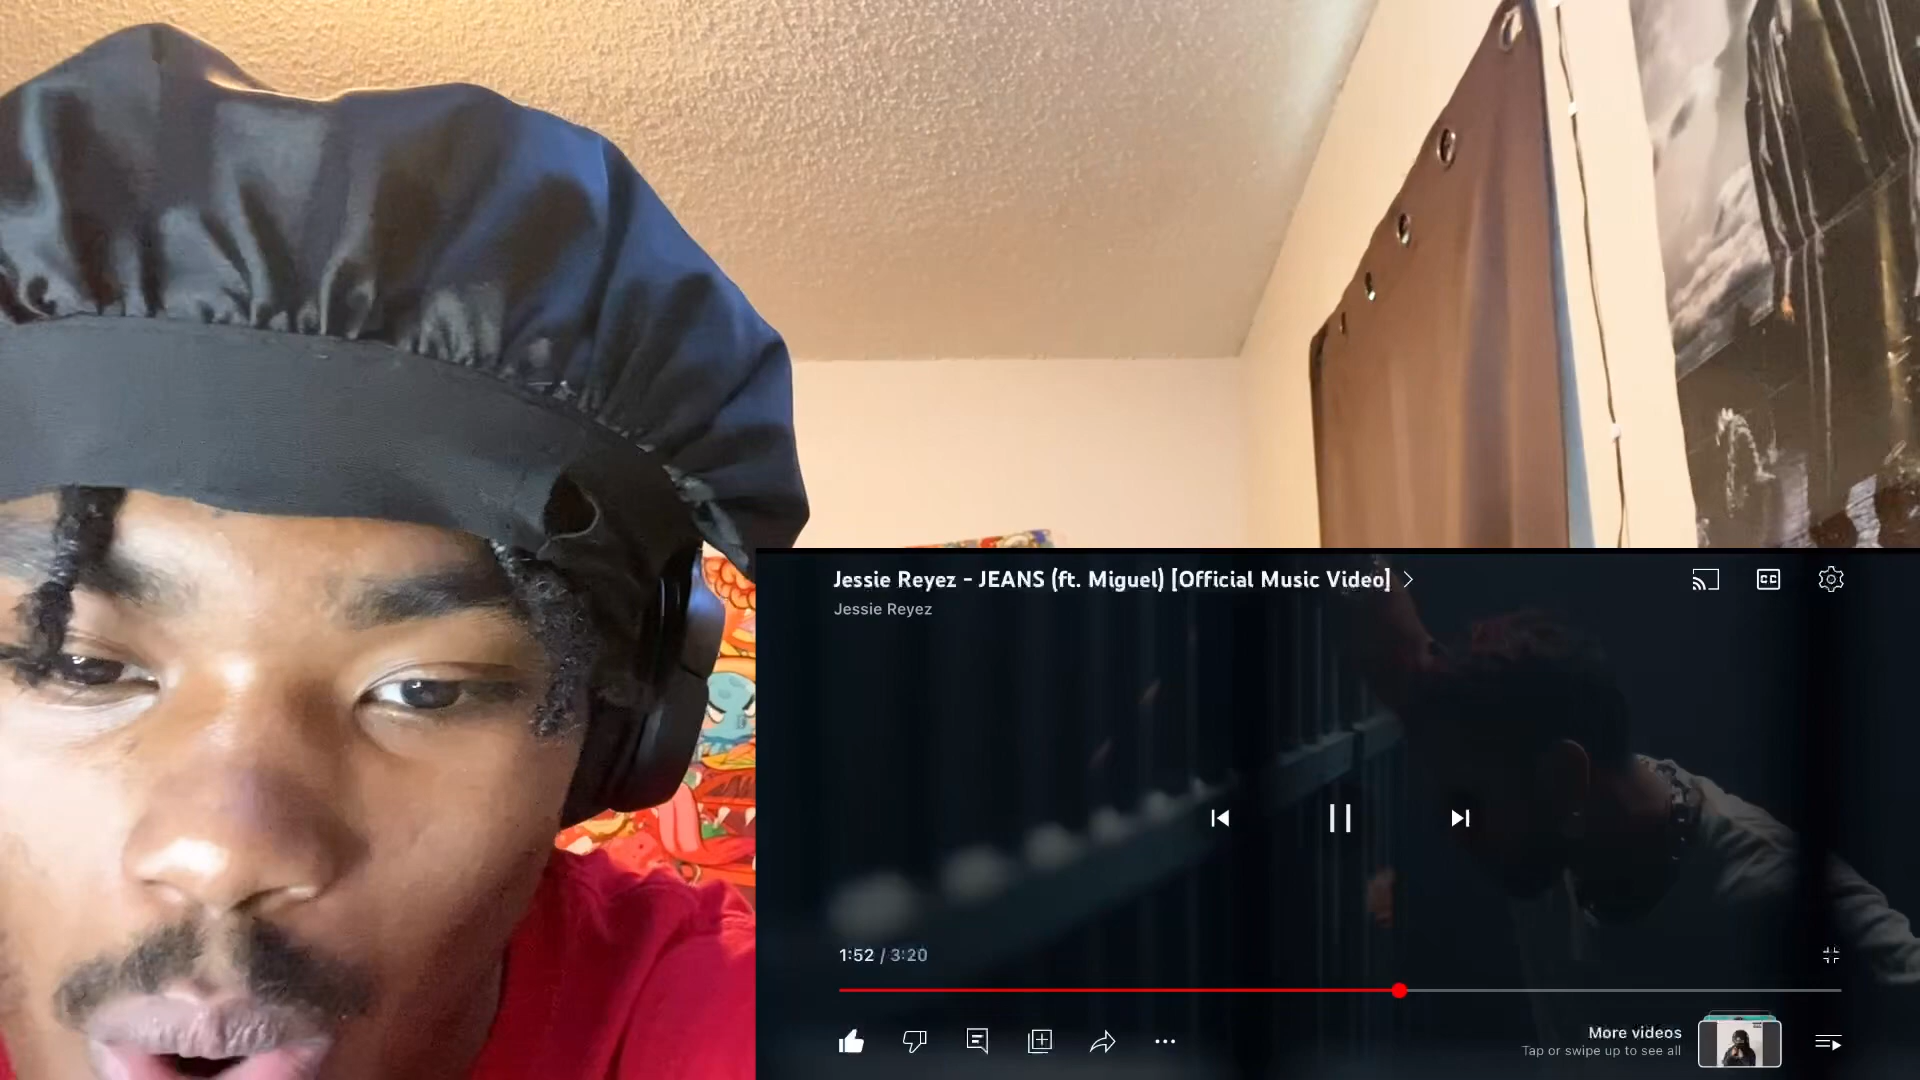 Jessie Reyez - JEANS (ft. Miguel) [Official Music Video]
Jessie Reyez
CC
1:52 / 3:20
More videos
Tap or swipe up to see all